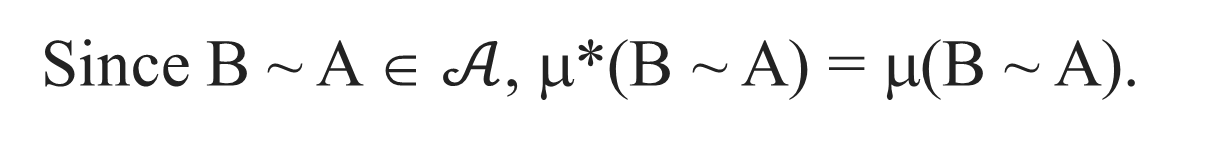 Since B ~ A ∈ 𝒜, μ*(B ~ A) = μ(B ~ A).